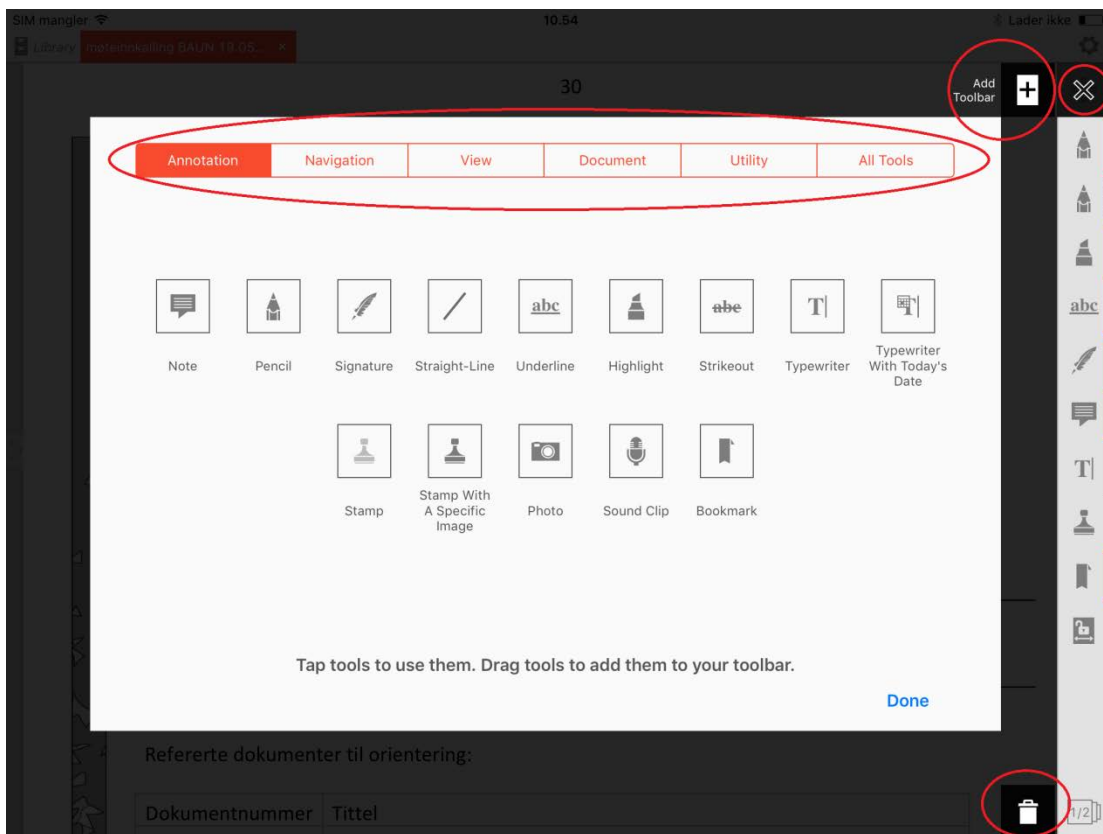 SIM mangler 10.54 Lader ikke
Library møteinnkalling BAUN 18.05... ×
30
Add
Toolbar
Annotation Navigation View Document Utility All Tools
abc abc T| T|
Note Pencil Signature Straight-Line Underline Highlight Strikeout Typewriter Typewriter
With Today's
Date
Stamp Stamp With
A Specific
Image
Photo Sound Clip Bookmark
abc
T|
Tap tools to use them. Drag tools to add them to your toolbar.
Done
Refererte dokumenter til orientering:
Dokumentnummer Tittel
1/2